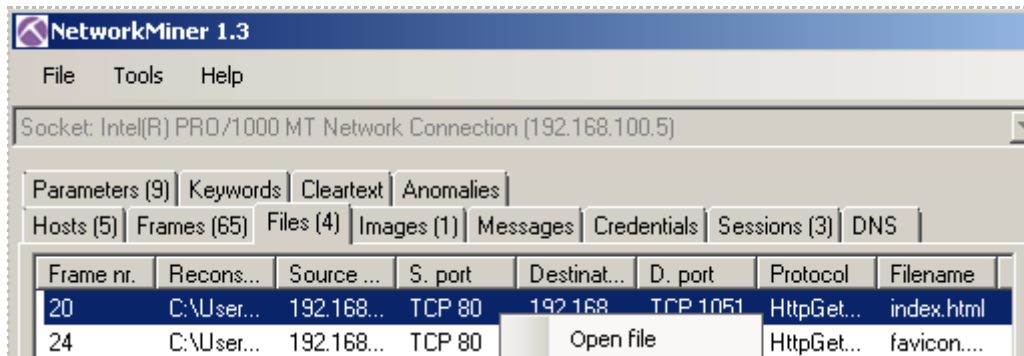 NetworkMiner 1.3
File Tools Help
Socket: Intel(R) PRO/1000 MT Network Connection (192.168.100.5)
Parameters (9) Keywords Cleartext Anomalies
Hosts (5) Frames (65) Files (4) Images (1) Messages Credentials Sessions (3) DNS
Frame nr. Recons... Source ... S. port Destinat... D. port Protocol Filename
20 C:\User... 192.168... TCP 80 192.168 TCP 1051 HttpGet... index.html
24 C:\User... 192.168... TCP 80 Open file HttpGet... favicon....